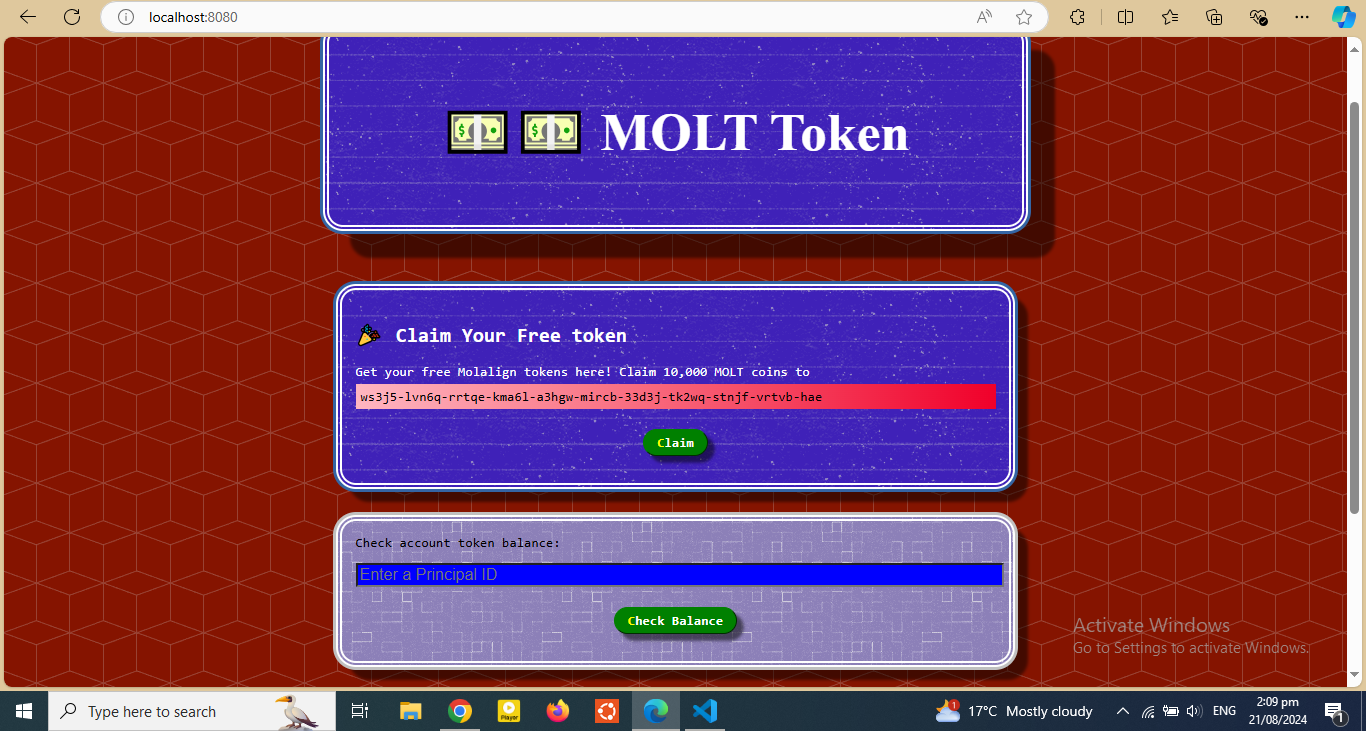 localhost:8080
MOLT Token
Claim Your Free token
Get your free Molalign tokens here! Claim 10,000 MOLT coins to
ws3j5-lvn6q-rrtqe-kma6l-a3hgw-mircb-33d3j-tk2wq-stnjf-vrtvb-hae
Claim
Check account token balance:
Enter a Principal ID
Check Balance
Activate Windows
Go to Settings to activate Windows.
Type here to search
Player
1
17°C Mostly cloudy
ENG
2:09 pm
21/08/2024
1